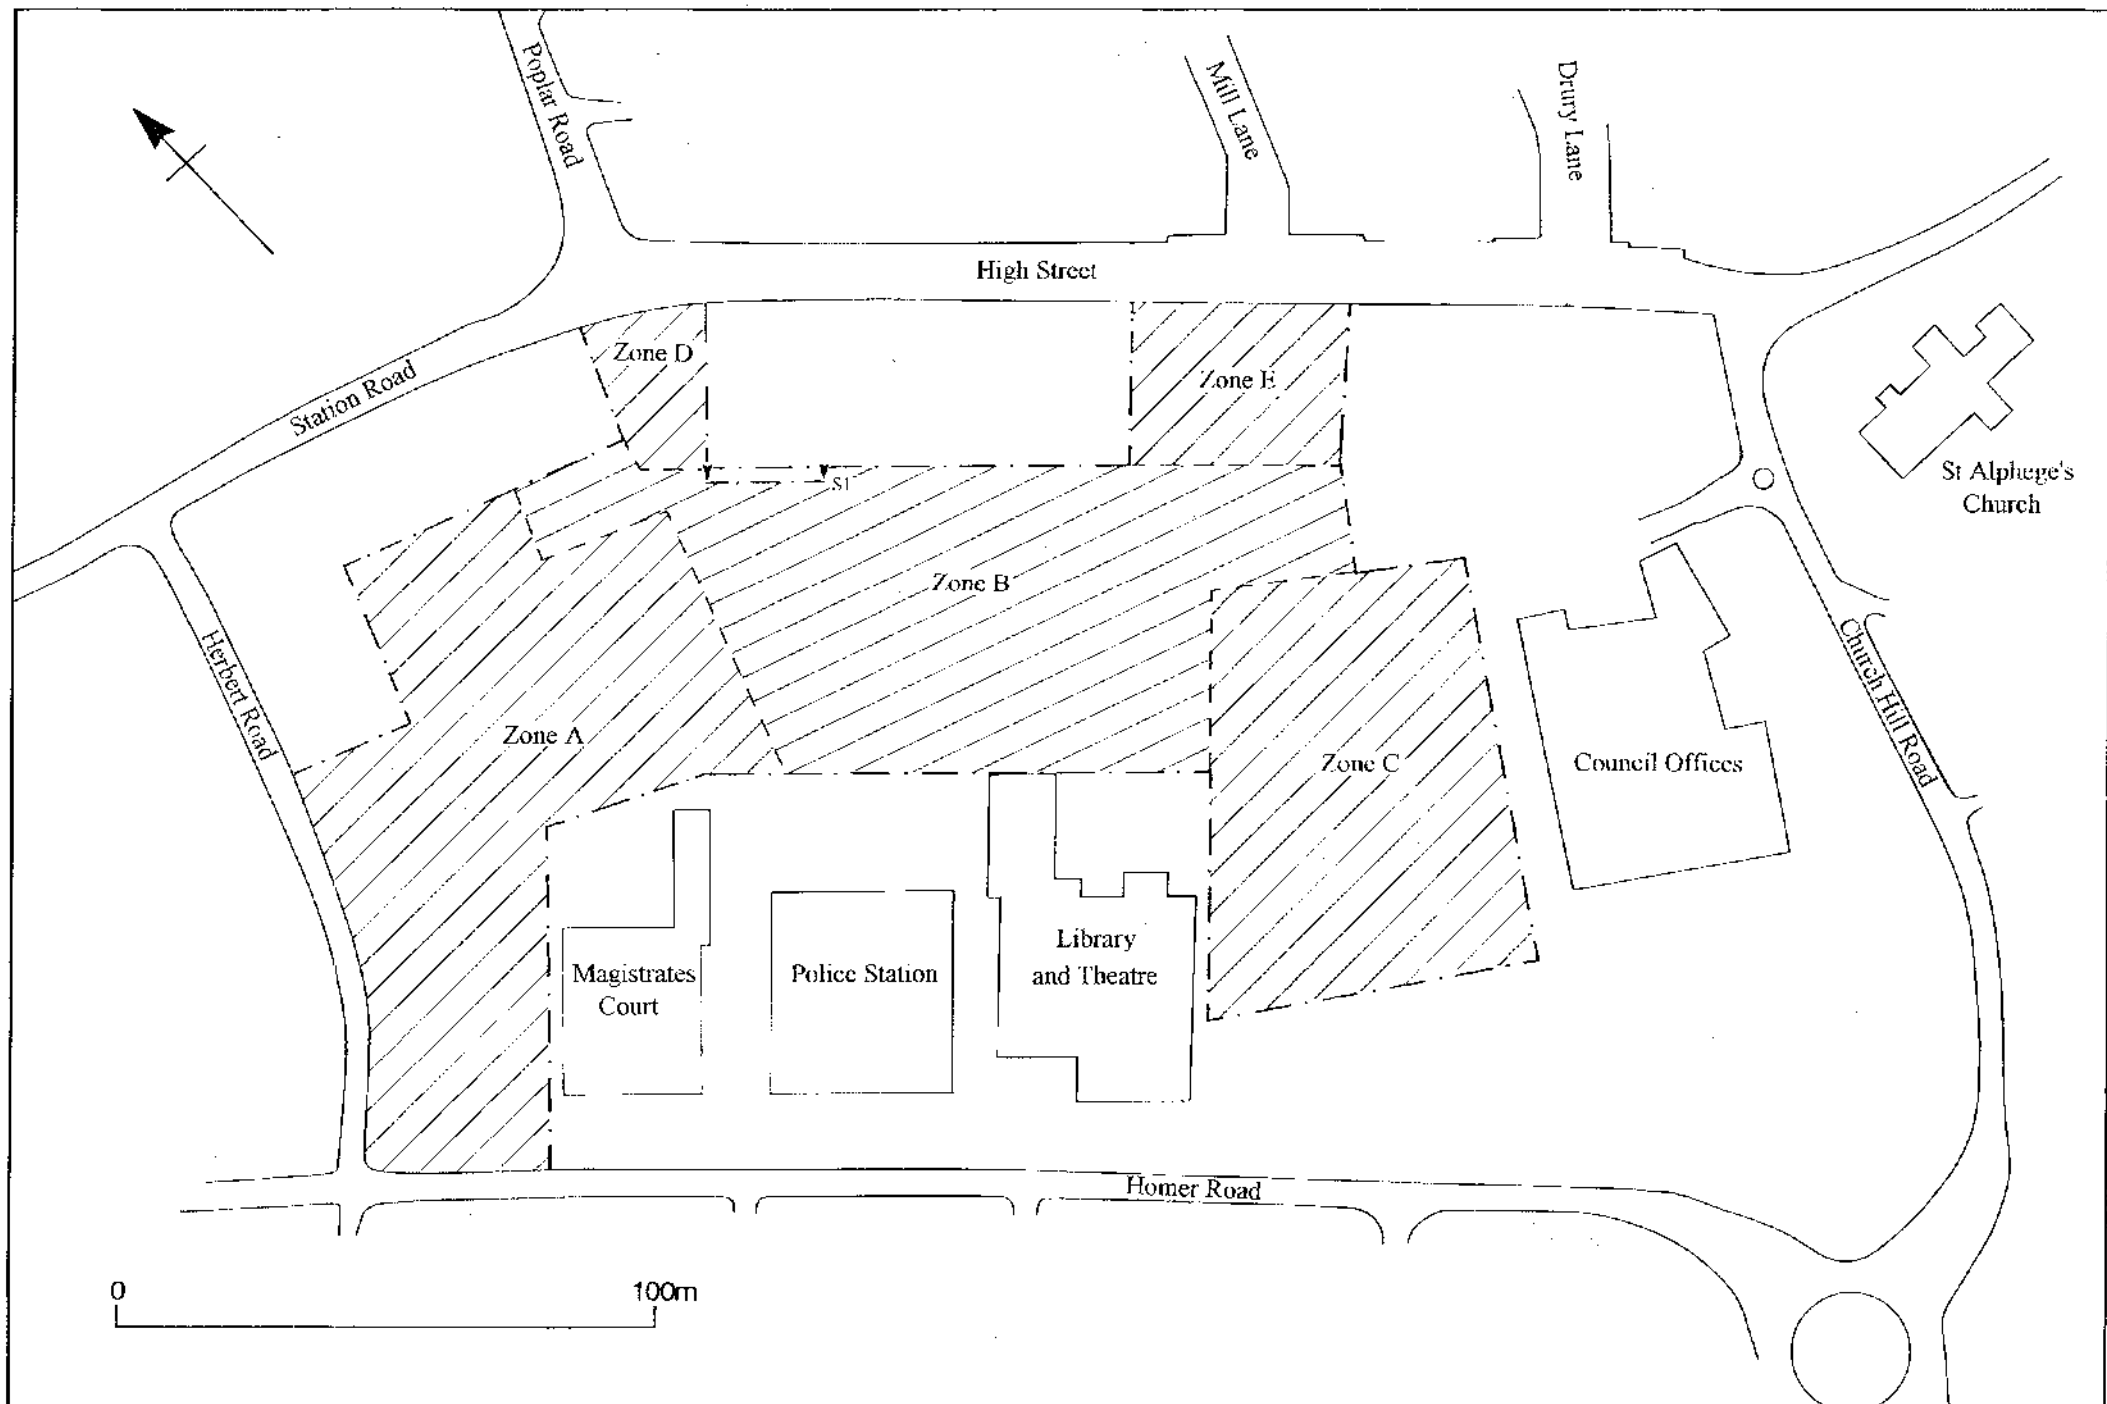 Poplar Road
Mill Lane
Drury Lane
High Street
Zone D
Zone E
Station Road
S1
St Alphege's
Church
Zone B
Herbert Road
Church Hill Road
Zone A
Zone C
Council Offices
Library
and Theatre
Magistrates
Court
Police Station
Homer Road
0
100m